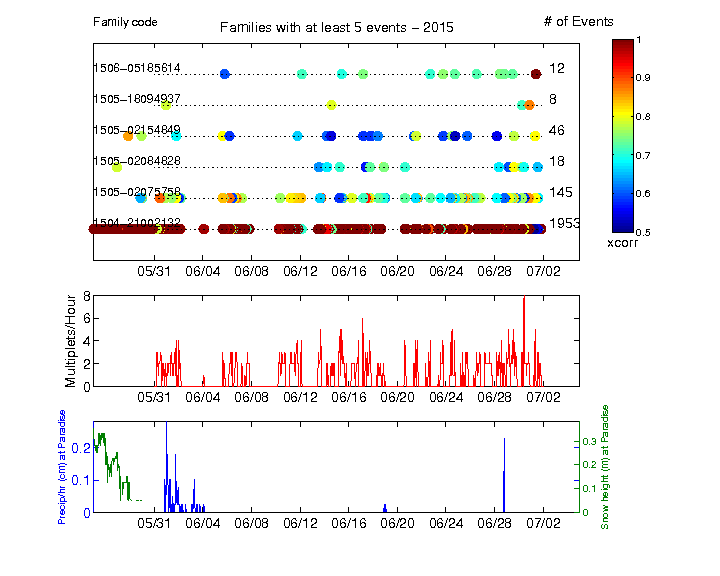 Family code
Families with at least 5 events – 2015
# of Events
1506–05185614 12
1505–18094937 8
1505–02154849 46
1505–02084828 18
1505–02075758 145
1504–21002132 1953
05/31 06/04 06/08 06/12 06/16 06/20 06/24 06/28 07/02
1
0.9
0.8
0.7
0.6
0.5
xcorr
Multiplets/Hour
8
6
4
2
0
05/31 06/04 06/08 06/12 06/16 06/20 06/24 06/28 07/02
Precip/hr (cm) at Paradise
0.2
0.1
0
0.3
0.2
0.1
0
Snow height (m) at Paradise
05/31 06/04 06/08 06/12 06/16 06/20 06/24 06/28 07/02